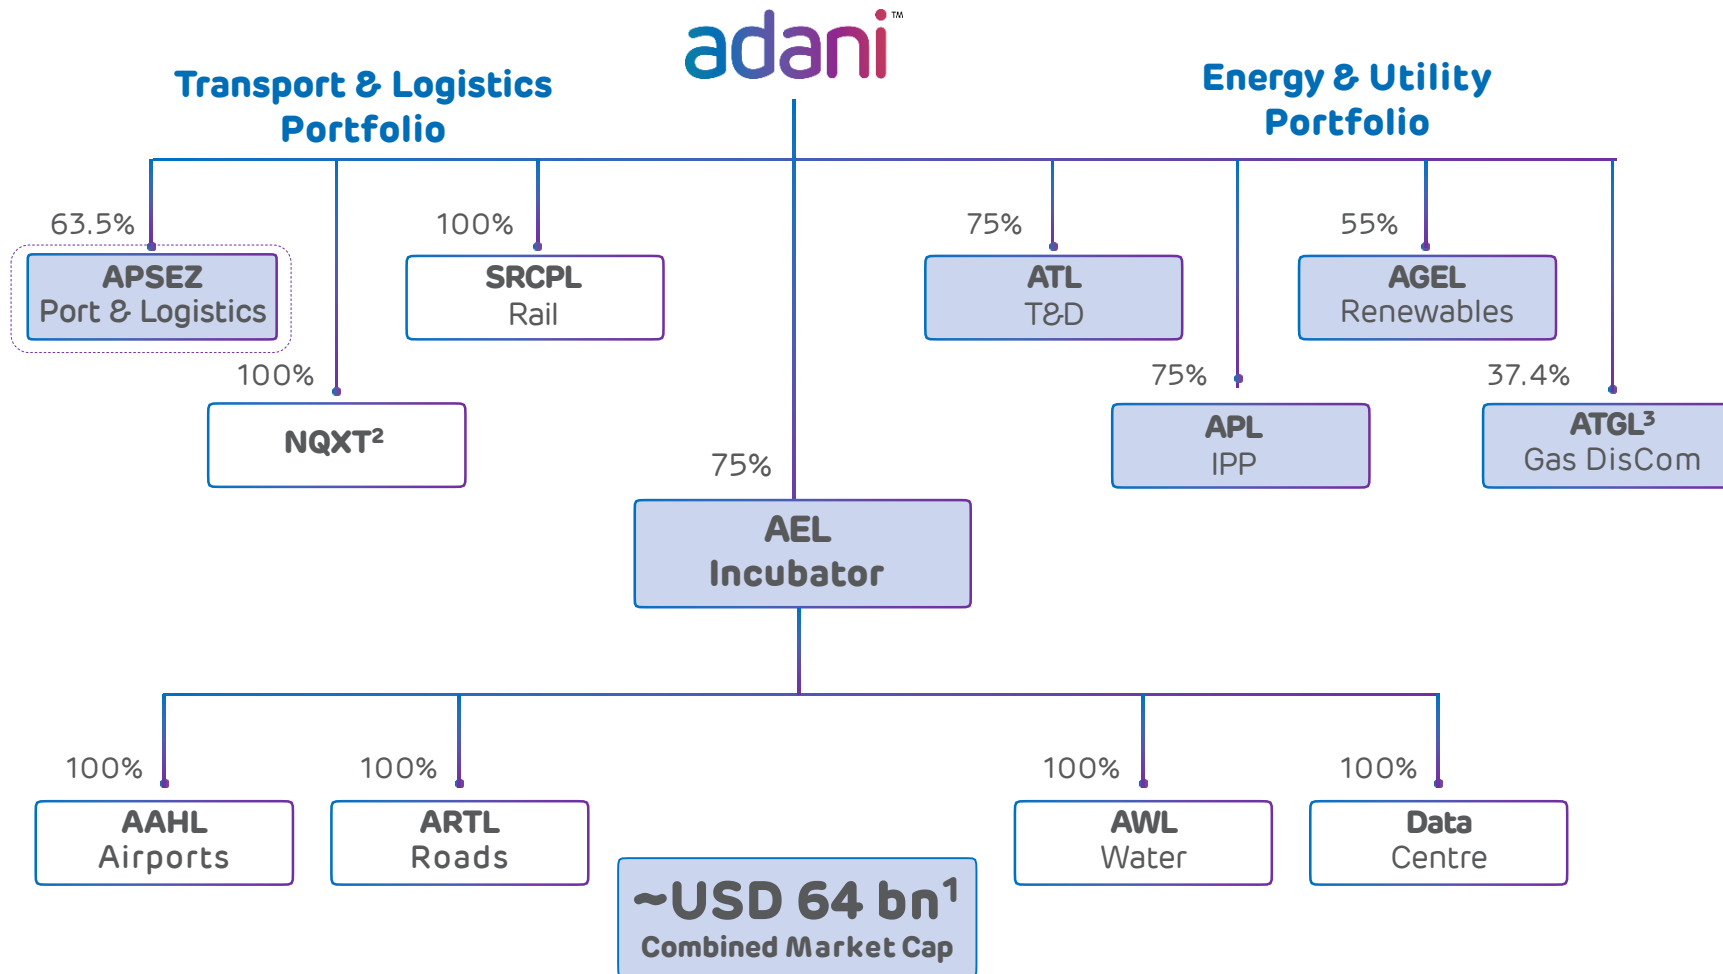 adani™
Transport & Logistics
Portfolio
Energy & Utility
Portfolio
63.5%
APSEZ
Port & Logistics
100%
SRCPL
Rail
75%
ATL
T&D
55%
AGEL
Renewables
100%
NQXT²
75%
APL
IPP
37.4%
ATGL³
Gas DisCom
75%
AEL
Incubator
100%
AAHL
Airports
100%
ARTL
Roads
100%
AWL
Water
100%
Data
Centre
~USD 64 bn¹
Combined Market Cap